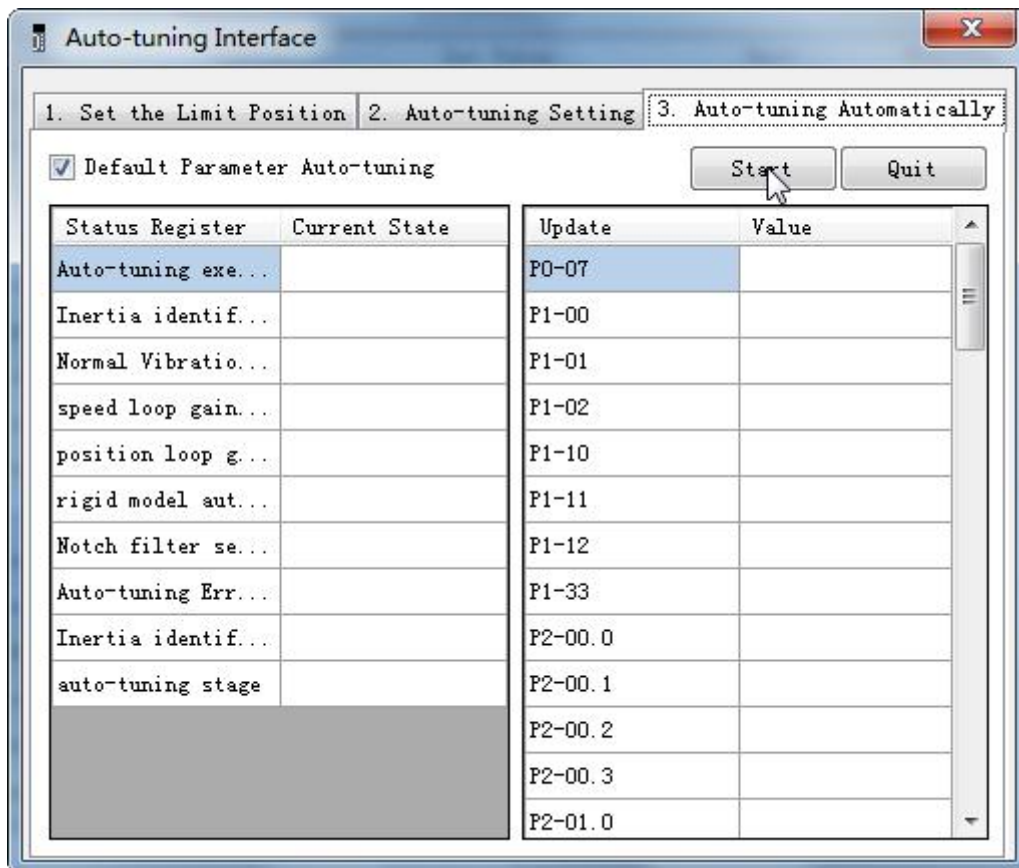 Auto-tuning Interface
1. Set the Limit Position 2. Auto-tuning Setting 3. Auto-tuning Automatically
Default Parameter Auto-tuning Start Quit
Status Register Current State Update Value
Auto-tuning exe... P0-07
Inertia identif... P1-00
Normal Vibratio... P1-01
speed loop gain... P1-02
position loop g... P1-10
rigid model aut... P1-11
Notch filter se... P1-12
Auto-tuning Err... P1-33
Inertia identif... P2-00.0
auto-tuning stage P2-00.1
P2-00.2
P2-00.3
P2-01.0